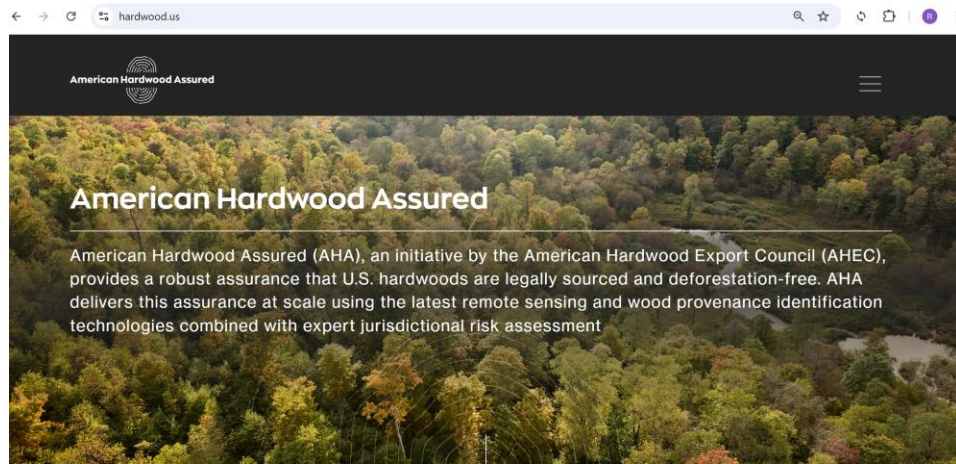 hardwood.us
R
American Hardwood Assured
American Hardwood Assured
American Hardwood Assured (AHA), an initiative by the American Hardwood Export Council (AHEC),
provides a robust assurance that U.S. hardwoods are legally sourced and deforestation-free. AHA
delivers this assurance at scale using the latest remote sensing and wood provenance identification
technologies combined with expert jurisdictional risk assessment